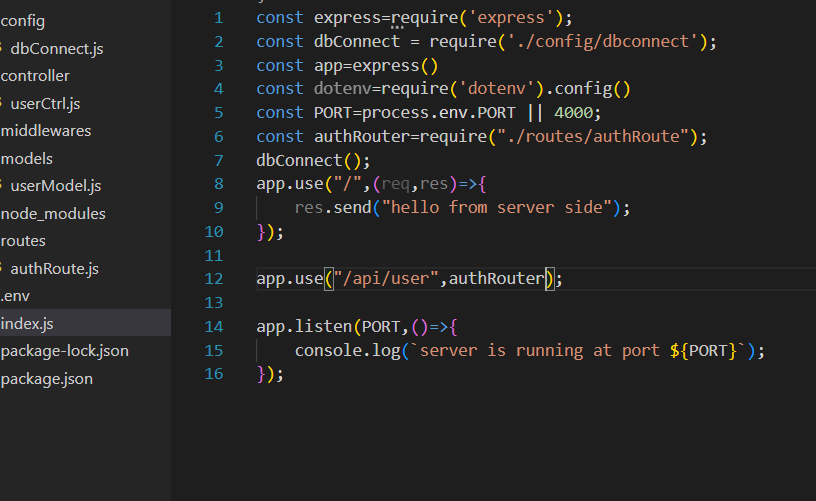 config
dbConnect.js
controller
userCtrl.js
middlewares
models
userModel.js
node_modules
routes
authRoute.js
.env
index.js
package-lock.json
package.json
1 const express=require('express');
2 const dbConnect = require('./config/dbconnect');
3 const app=express()
4 const dotenv=require('dotenv').config()
5 const PORT=process.env.PORT || 4000;
6 const authRouter=require("./routes/authRoute");
7 dbConnect();
8 app.use("/",(req,res)=>{
9     res.send("hello from server side");
10 });
11
12 app.use("/api/user",authRouter);
13
14 app.listen(PORT,()=>{
15     console.log(`server is running at port ${PORT}`);
16 });